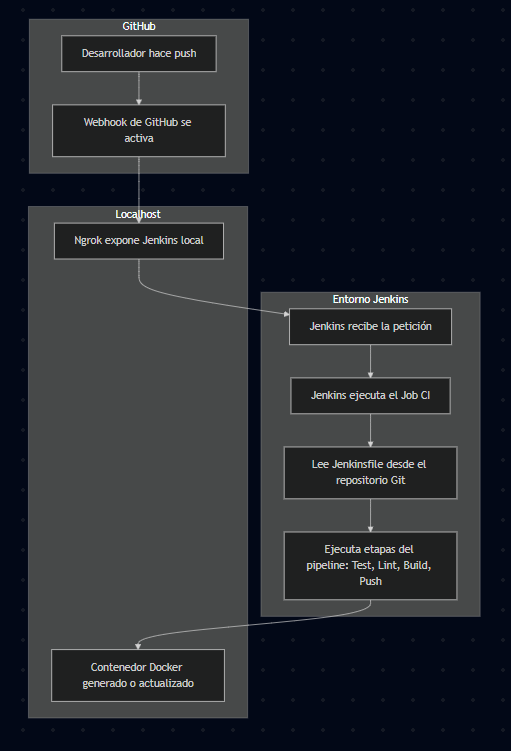 GitHub
Desarrollador hace push
Webhook de GitHub se
activa
Localhost
Ngrok expone Jenkins local
Entorno Jenkins
Jenkins recibe la petición
Jenkins ejecuta el Job CI
Lee Jenkinsfile desde el
repositorio Git
Ejecuta etapas del
pipeline: Test, Lint, Build,
Push
Contenedor Docker
generado o actualizado